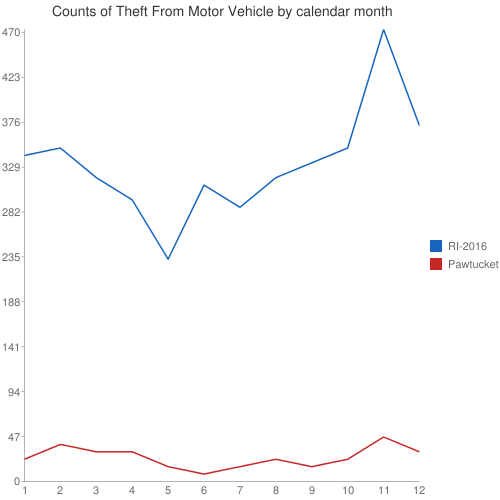 Counts of Theft From Motor Vehicle by calendar month
470
423
376
329
282
235
188
141
94
47
0
1 2 3 4 5 6 7 8 9 10 11 12
RI-2016
Pawtucket